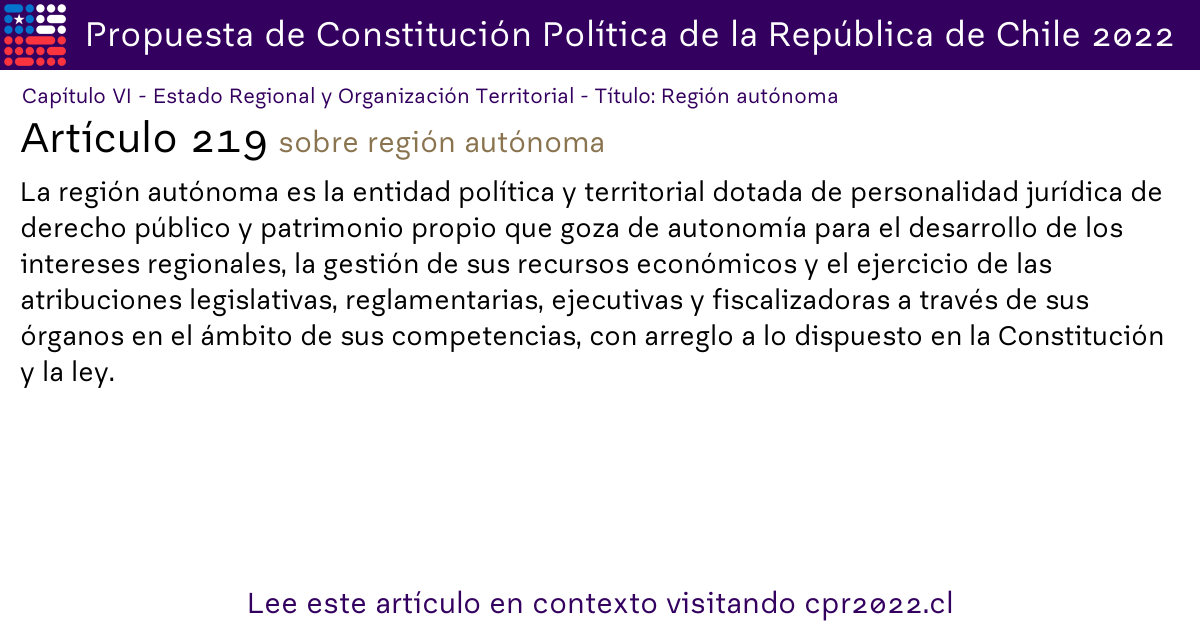 Propuesta de Constitución Política de la República de Chile 2022
Capítulo VI - Estado Regional y Organización Territorial - Título: Región autónoma
Artículo 219 sobre región autónoma
La región autónoma es la entidad política y territorial dotada de personalidad jurídica de
derecho público y patrimonio propio que goza de autonomía para el desarrollo de los
intereses regionales, la gestión de sus recursos económicos y el ejercicio de las
atribuciones legislativas, reglamentarias, ejecutivas y fiscalizadoras a través de sus
órganos en el ámbito de sus competencias, con arreglo a lo dispuesto en la Constitución
y la ley.
Lee este artículo en contexto visitando cpr2022.cl